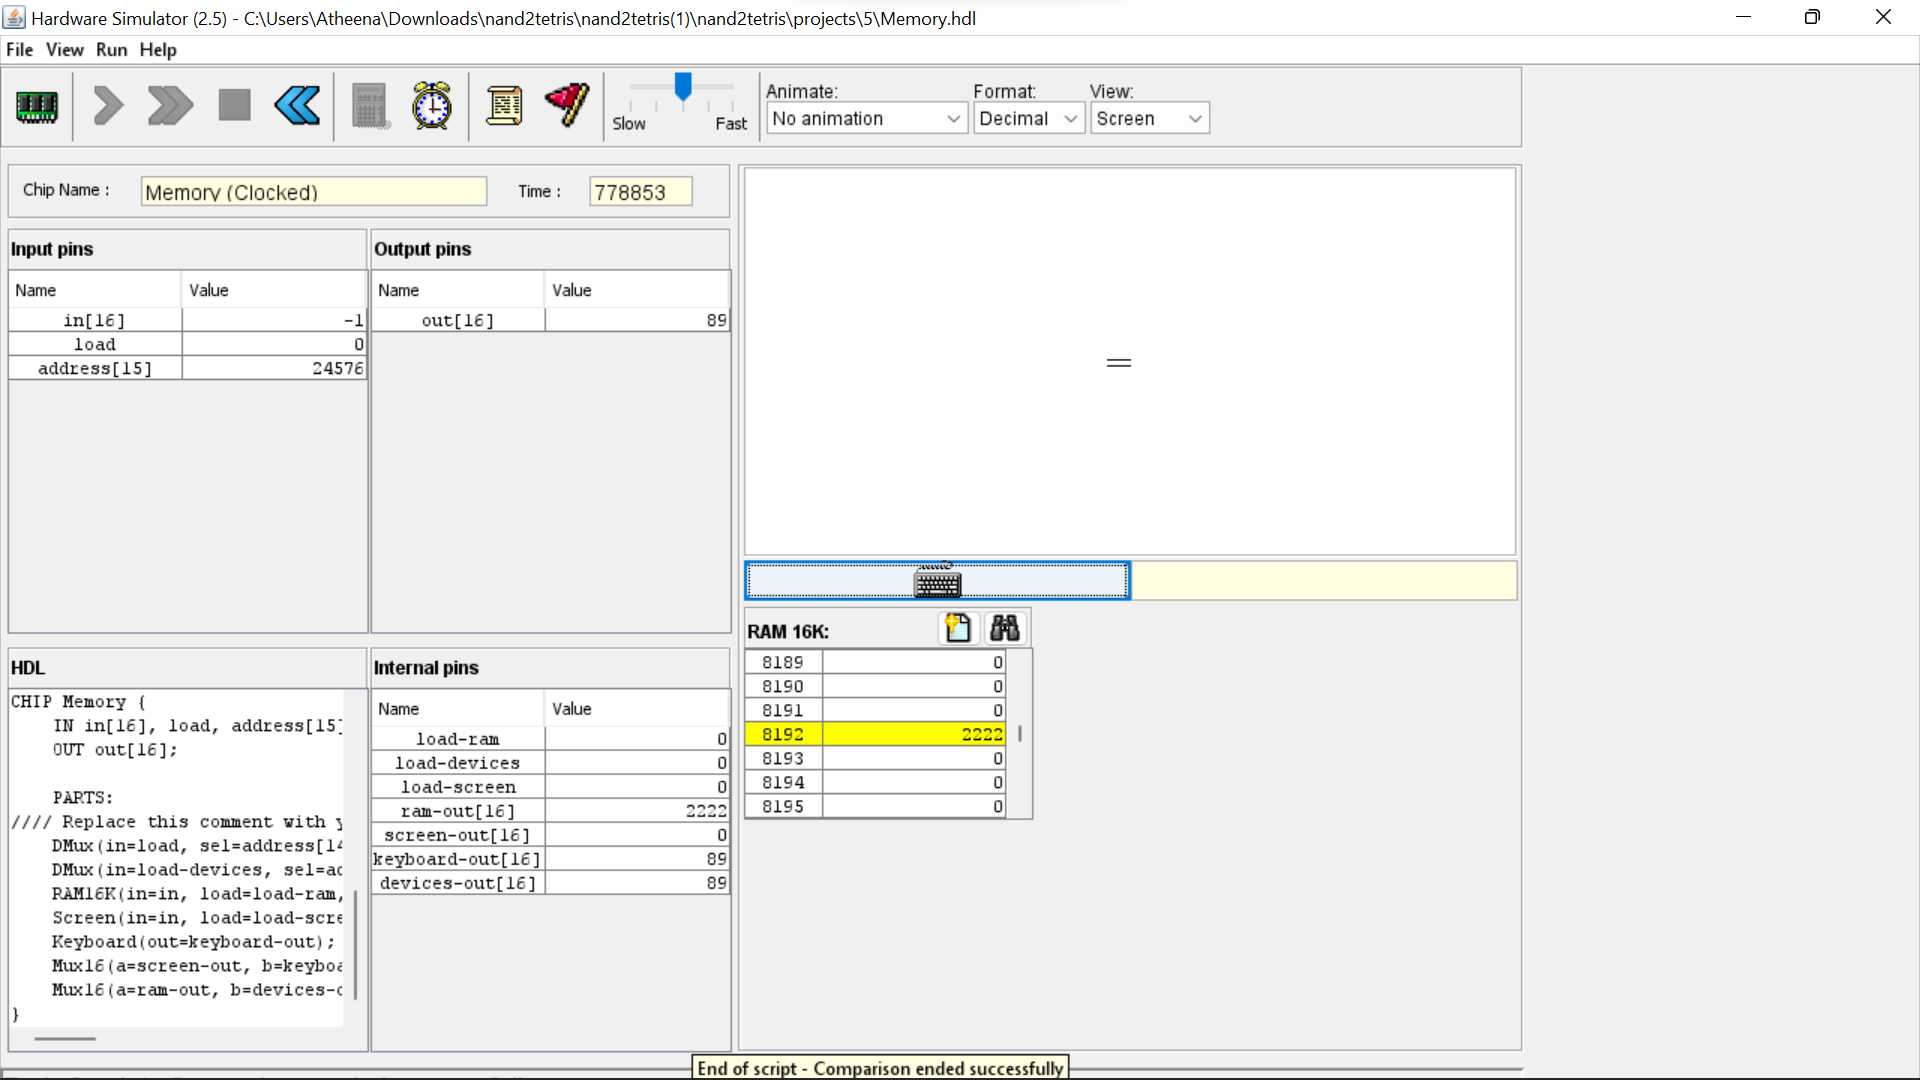 Hardware Simulator (2.5) - C:\Users\Atheena\Downloads\nand2tetris\nand2tetris(1)\nand2tetris\projects\5\Memory.hdl
File View Run Help
Slow Fast
Animate: Format: View:
No animation Decimal Screen
Chip Name : Memory (Clocked) Time : 778853
Input pins
Name Value
in[16] -1
load 0
address[15] 24576
Output pins
Name Value
out[16] 89
HDL
CHIP Memory {
IN in[16], load, address[15]
OUT out[16];
PARTS:
//// Replace this comment with
DMux(in=load, sel=address[14
DMux(in=load-devices, sel=ad
RAM16K(in=in, load=load-ram,
Screen(in=in, load=load-scre
Keyboard(out=keyboard-out);
Mux16(a=screen-out, b=keyboa
Mux16(a=ram-out, b=devices-
}
Internal pins
Name Value
load-ram 0
load-devices 0
load-screen 0
ram-out[16] 2222
screen-out[16] 0
keyboard-out[16] 89
devices-out[16] 89
RAM 16K:
8189 0
8190 0
8191 0
8192 2222
8193 0
8194 0
8195 0
End of script - Comparison ended successfully